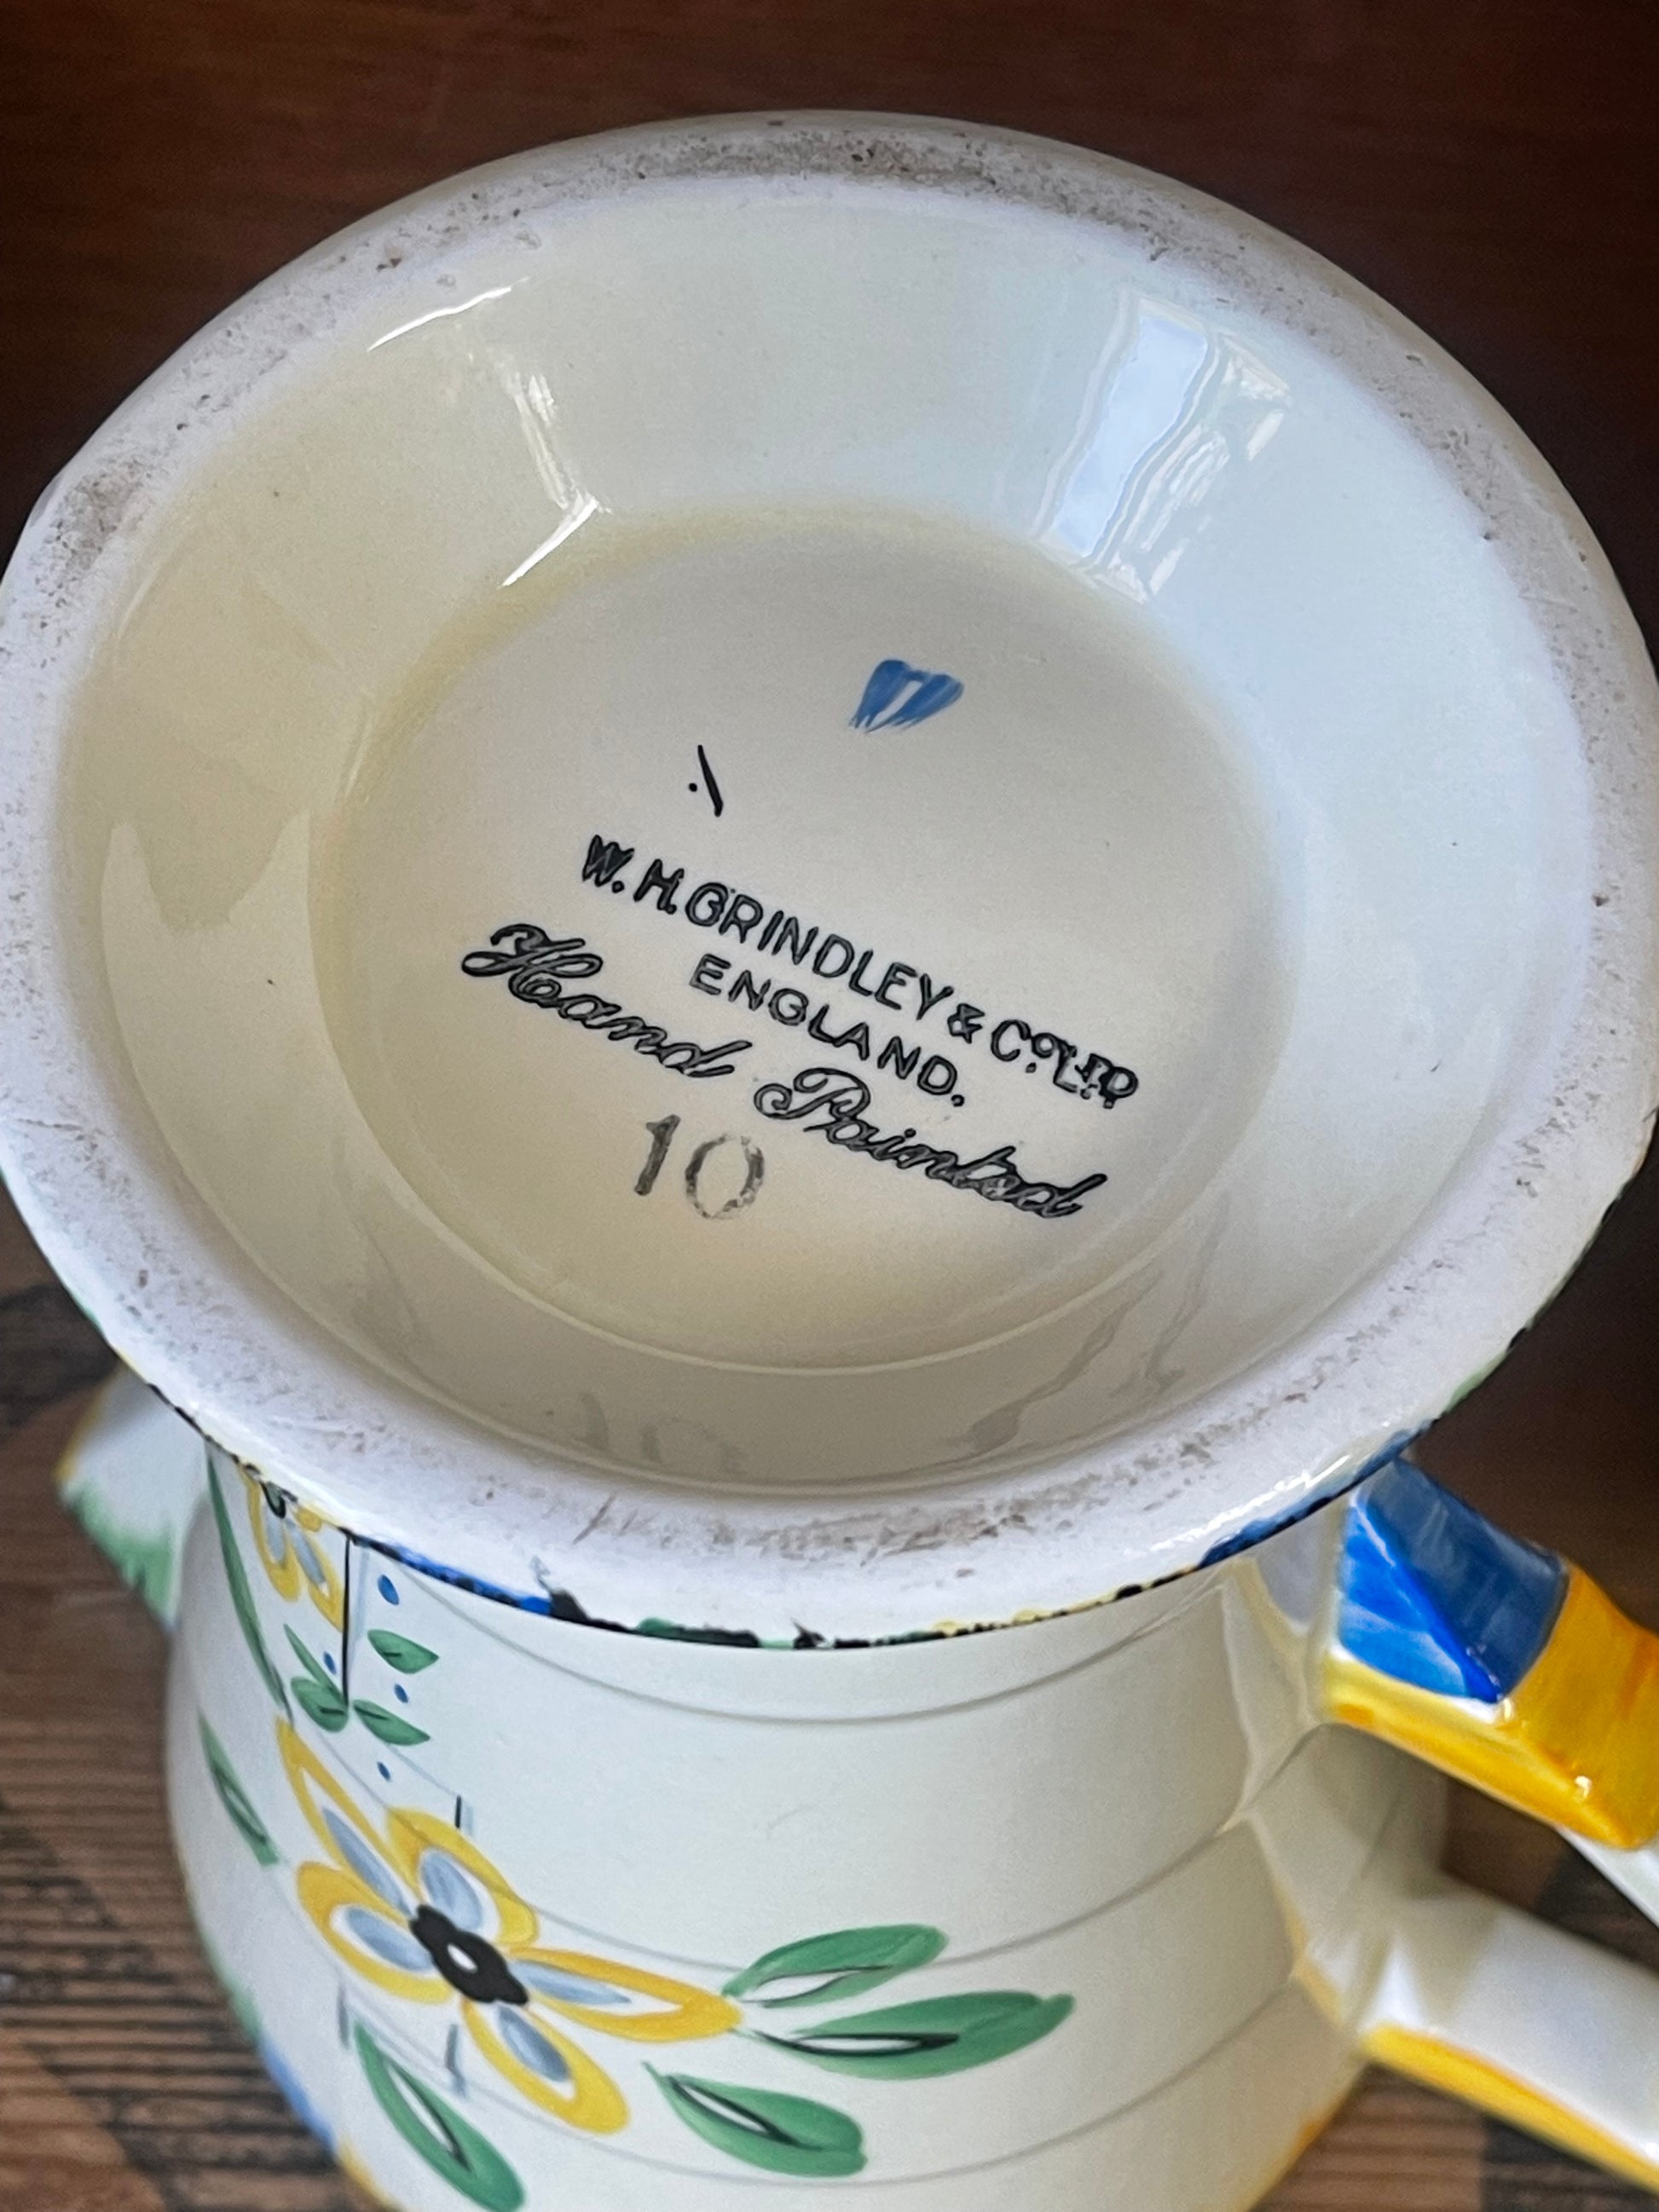 W.H.GRINDLEY & Co LTD
ENGLAND.
Hand Painted
10